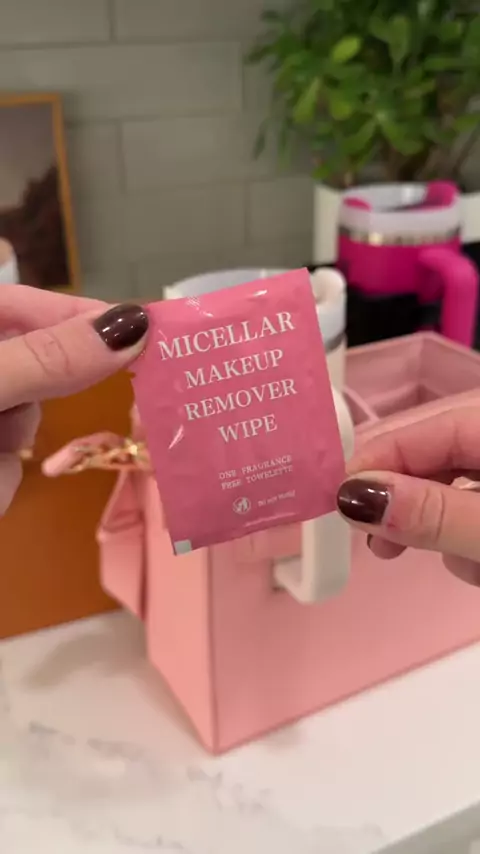 MICELLAR
MAKEUP
REMOVER
WIPE
ONE FRAGRANCE
FREE TOWELETTE